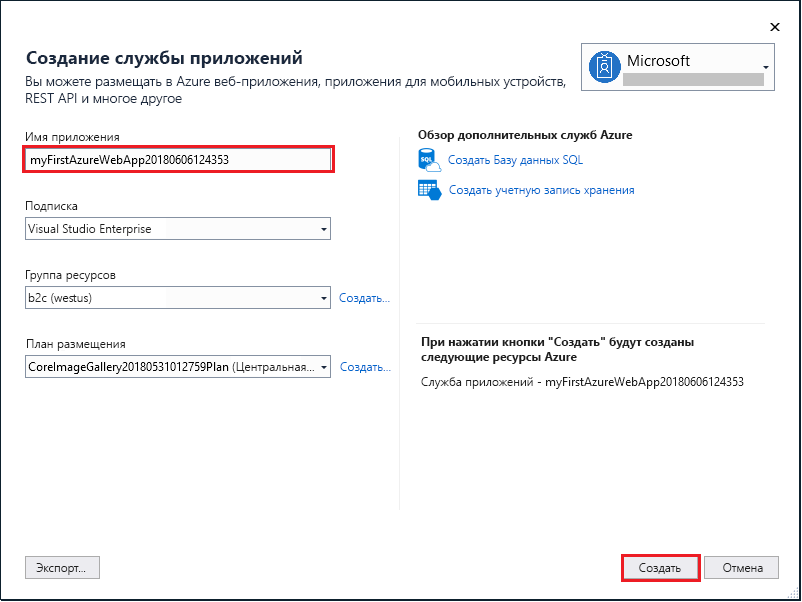 Создание службы приложений
Вы можете размещать в Azure веб-приложения, приложения для мобильных устройств,
REST API и многое другое
Microsoft
Имя приложения
myFirstAzureWebApp20180606124353
Подписка
Visual Studio Enterprise
Группа ресурсов
b2c (westus)
Создать...
План размещения
CoreImageGallery20180531012759Plan (Центральная...
Создать...
Обзор дополнительных служб Azure
SQL
Создать Базу данных SQL
Создать учетную запись хранения
При нажатии кнопки "Создать" будут созданы
следующие ресурсы Azure
Служба приложений - myFirstAzureWebApp20180606124353
Экспорт...
Создать
Отмена